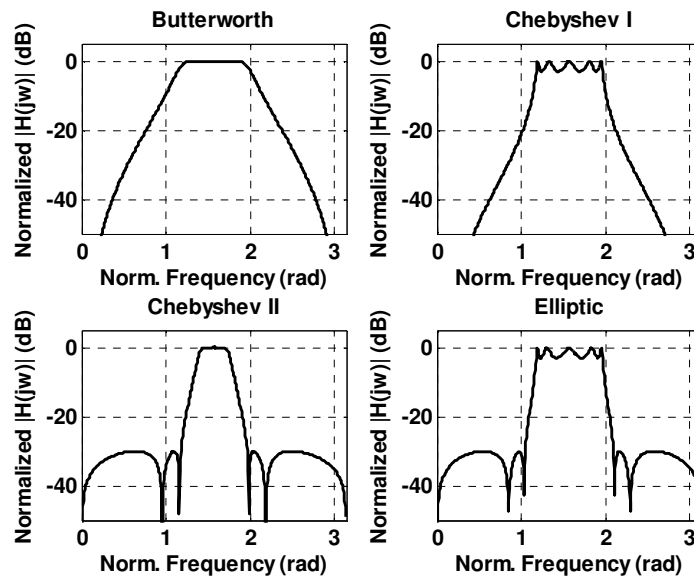 Butterworth
Normalized |H(jw)| (dB)
0
-20
-40
0 1 2 3
Norm. Frequency (rad)
Chebyshev I
Normalized |H(jw)| (dB)
0
-20
-40
0 1 2 3
Norm. Frequency (rad)
Chebyshev II
Normalized |H(jw)| (dB)
0
-20
-40
0 1 2 3
Norm. Frequency (rad)
Elliptic
Normalized |H(jw)| (dB)
0
-20
-40
0 1 2 3
Norm. Frequency (rad)